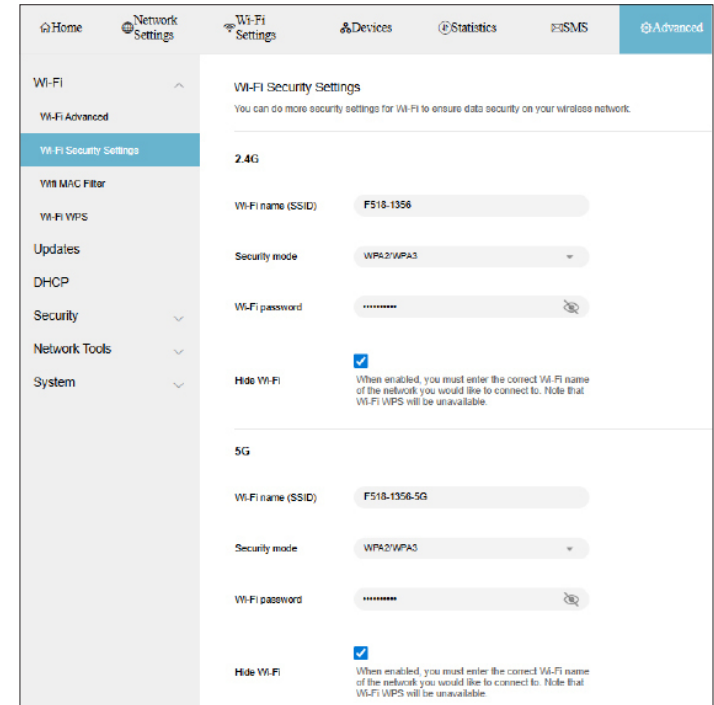 Home
Network Settings
Wi-Fi Settings
Devices
Statistics
SMS
Advanced
Wi-Fi
Wi-Fi Advanced
Wi-Fi Security Settings
Wifi MAC Filter
Wi-Fi WPS
Updates
DHCP
Security
Network Tools
System
Wi-Fi Security Settings
You can do more security settings for Wi-Fi to ensure data security on your wireless network.
2.4G
Wi-Fi name (SSID)
F518-1356
Security mode
WPA2/WPA3
Wi-Fi password
••••••••••
Hide Wi-Fi
When enabled, you must enter the correct Wi-Fi name
of the network you would like to connect to. Note that
Wi-Fi WPS will be unavailable.
5G
Wi-Fi name (SSID)
F518-1356-5G
Security mode
WPA2/WPA3
Wi-Fi password
••••••••••
Hide Wi-Fi
When enabled, you must enter the correct Wi-Fi name
of the network you would like to connect to. Note that
Wi-Fi WPS will be unavailable.